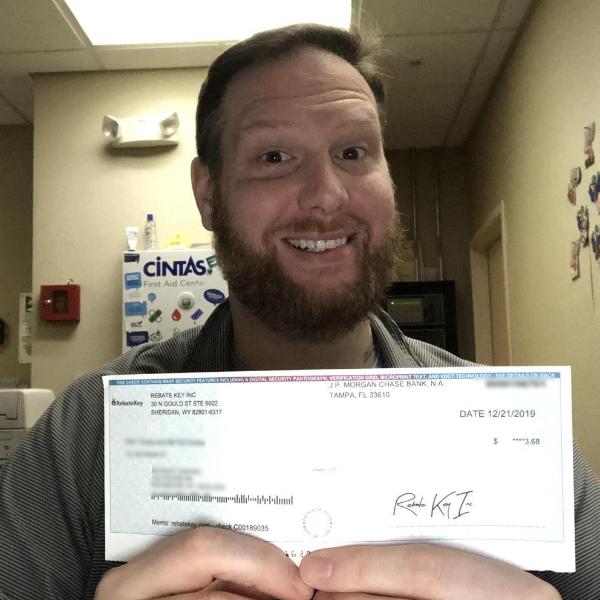 CINTAS
First Aid Center
THIS CHECK CONTAINS MANY SECURITY FEATURES INCLUDING A DIGITAL SECURITY PANTOGRAPH, VERIFICATION GRID, MICROPRINT TEXT, AND VOID TECHNOLOGY - SEE DETAILS ON BACK
RebateKey
REBATE KEY INC
30 N GOULD ST STE 6602
SHERIDAN, WY 82801-6317
J.P. MORGAN CHASE BANK, N.A.
TAMPA, FL 33610
DATE 12/21/2019
$ ****3.68
Rebate Key Inc
Memo: rebatekey.com - check C00189035